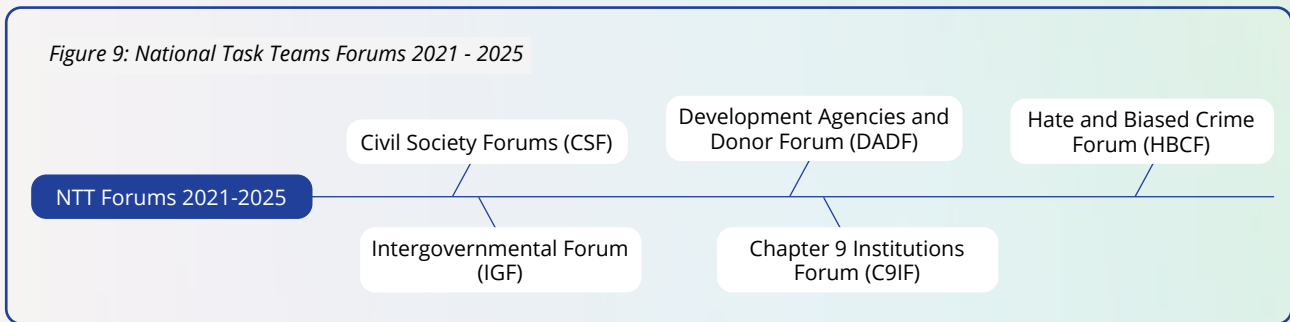 Figure 9: National Task Teams Forums 2021 - 2025
Civil Society Forums (CSF)
Development Agencies and
Donor Forum (DADF)
Hate and Biased Crime
Forum (HBCF)
NTT Forums 2021-2025
Intergovernmental Forum
(IGF)
Chapter 9 Institutions
Forum (C9IF)